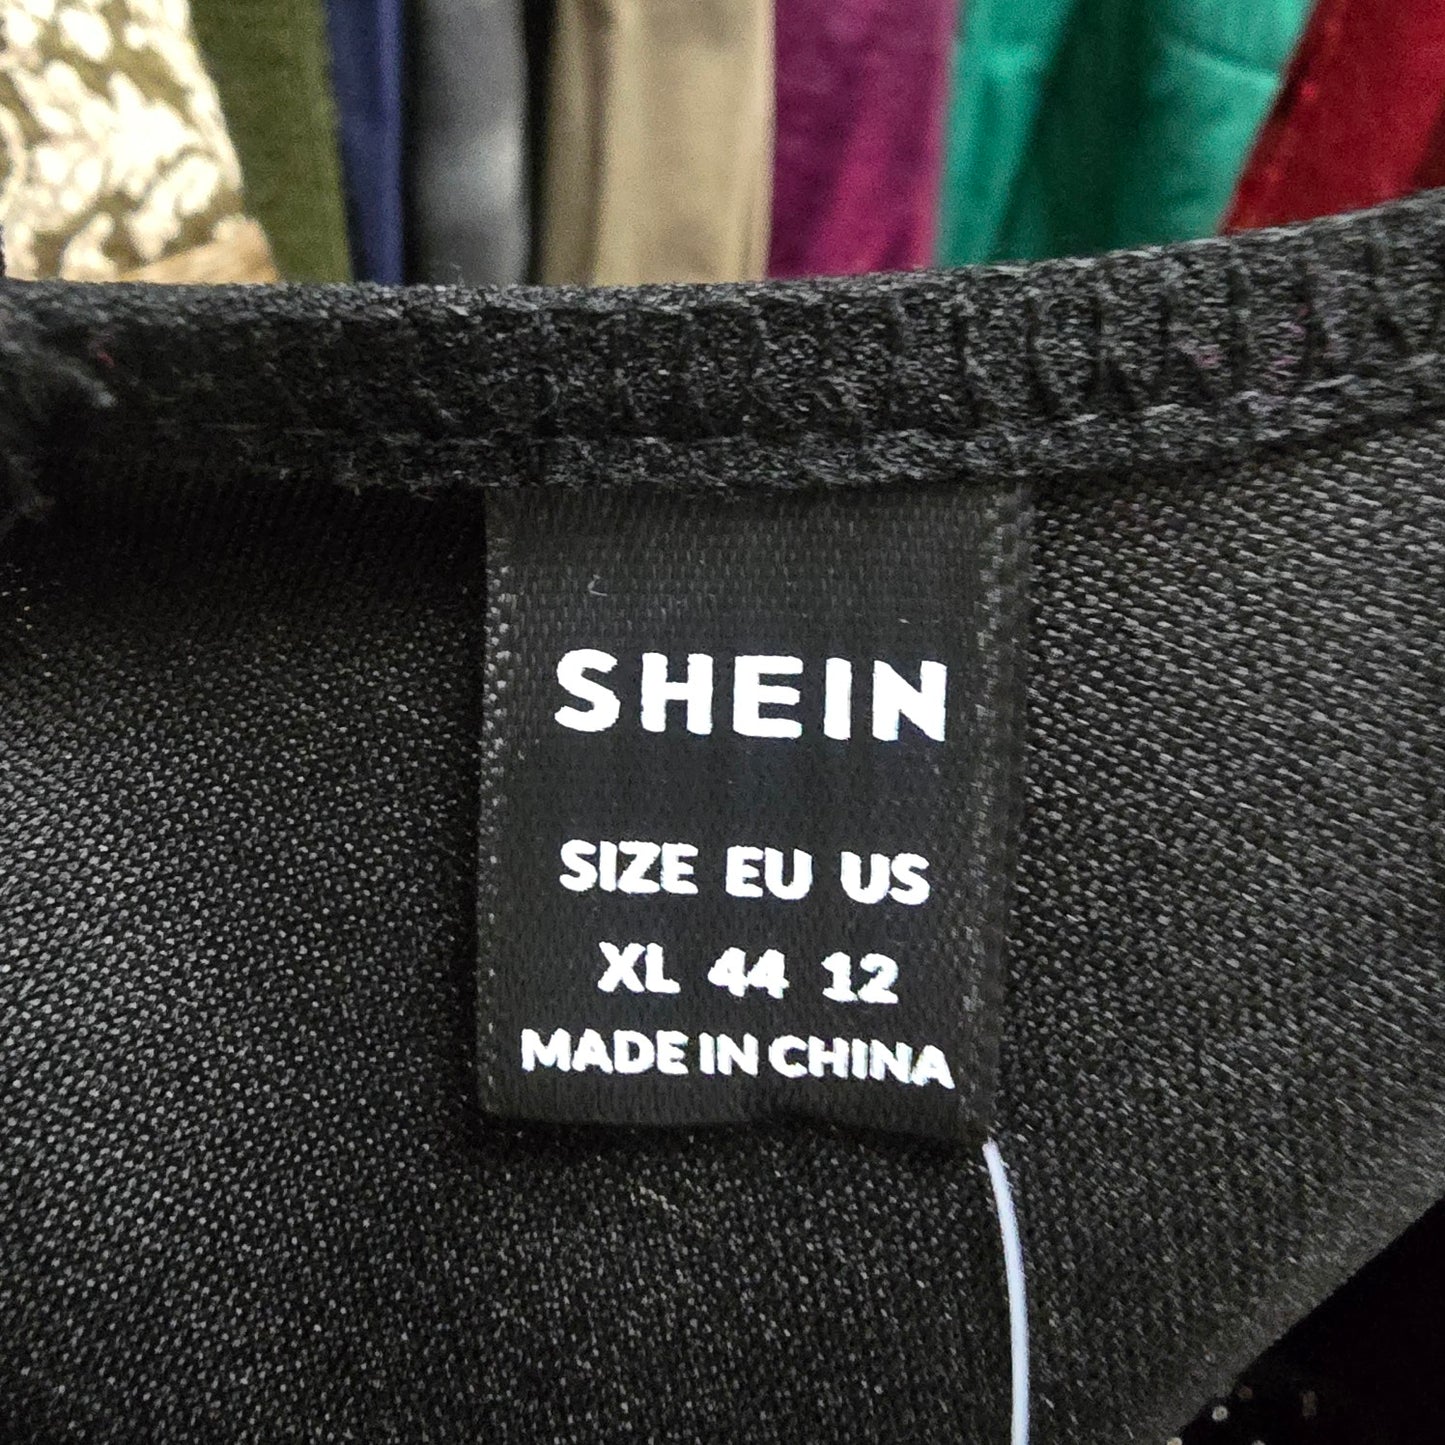 SHEIN
SIZE EU US
XL 44 12
MADE IN CHINA